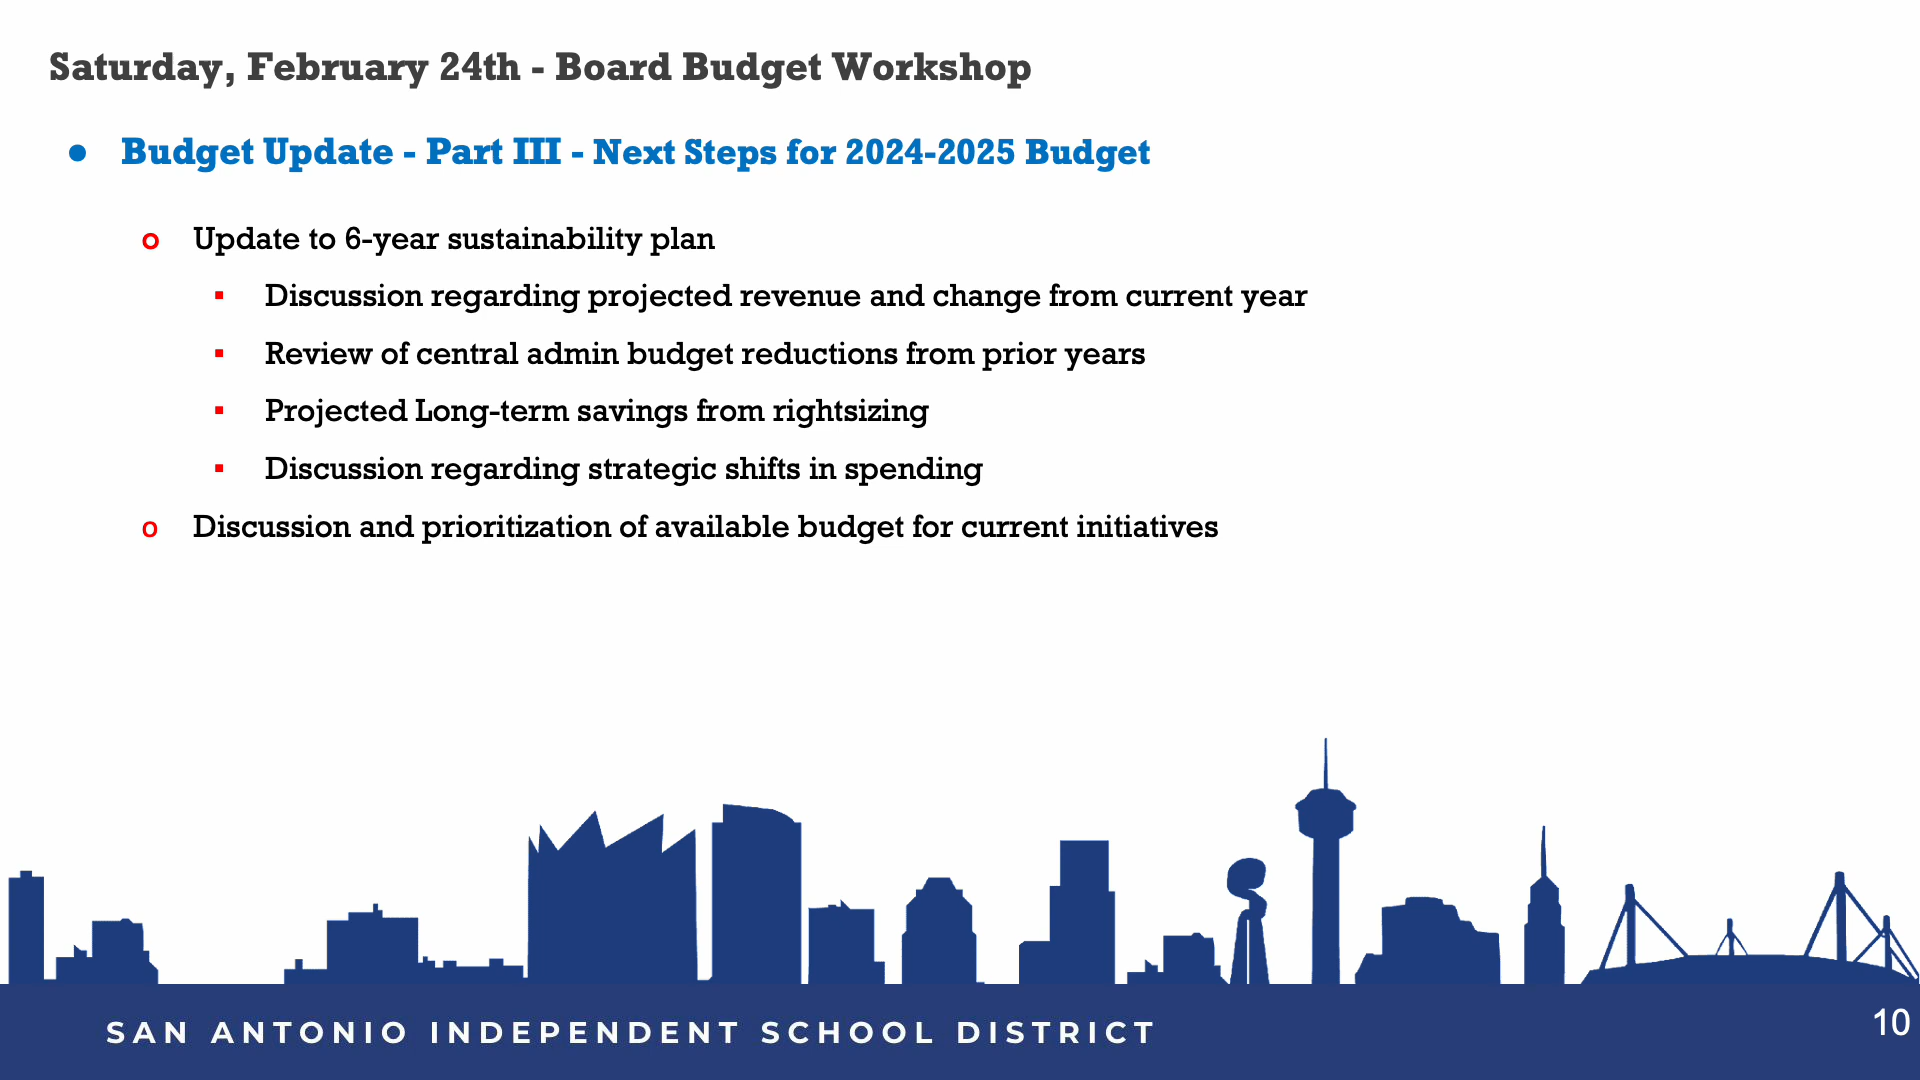 Saturday, February 24th - Board Budget Workshop
● Budget Update - Part III - Next Steps for 2024-2025 Budget
o Update to 6-year sustainability plan
▪ Discussion regarding projected revenue and change from current year
▪ Review of central admin budget reductions from prior years
▪ Projected Long-term savings from rightsizing
▪ Discussion regarding strategic shifts in spending
o Discussion and prioritization of available budget for current initiatives
SAN ANTONIO INDEPENDENT SCHOOL DISTRICT
10